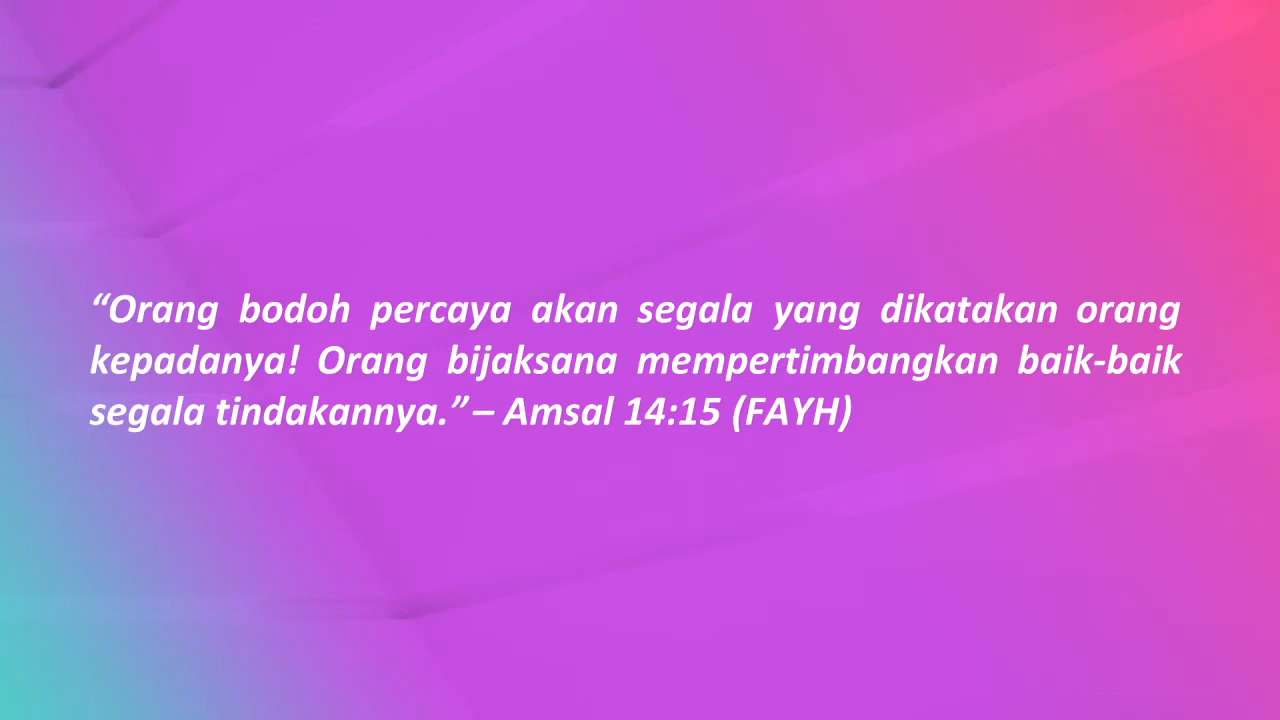 “Orang bodoh percaya akan segala yang dikatakan orang
kepadanya! Orang bijaksana mempertimbangkan baik-baik
segala tindakannya.” – Amsal 14:15 (FAYH)